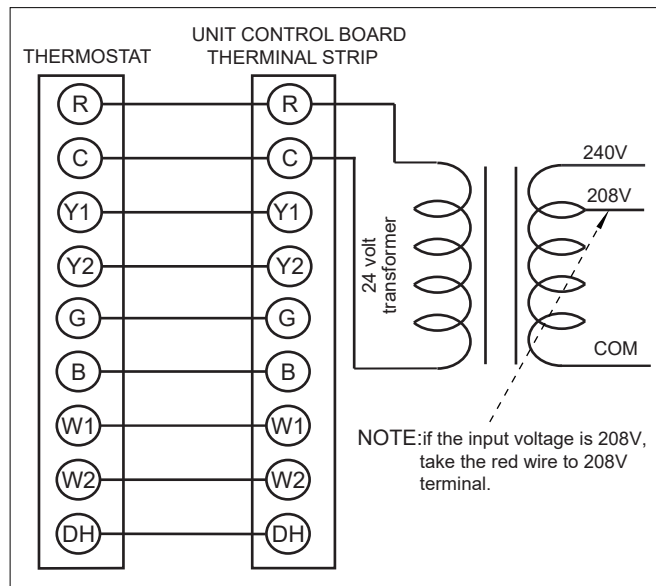 UNIT CONTROL BOARD
THERMOSTAT
THERMINAL STRIP
R
R
C
C
240V
208V
Y1
Y1
24 volt
transformer
Y2
Y2
G
G
COM
B
B
W1
W1
NOTE:if the input voltage is 208V,
take the red wire to 208V
terminal.
W2
W2
DH
DH